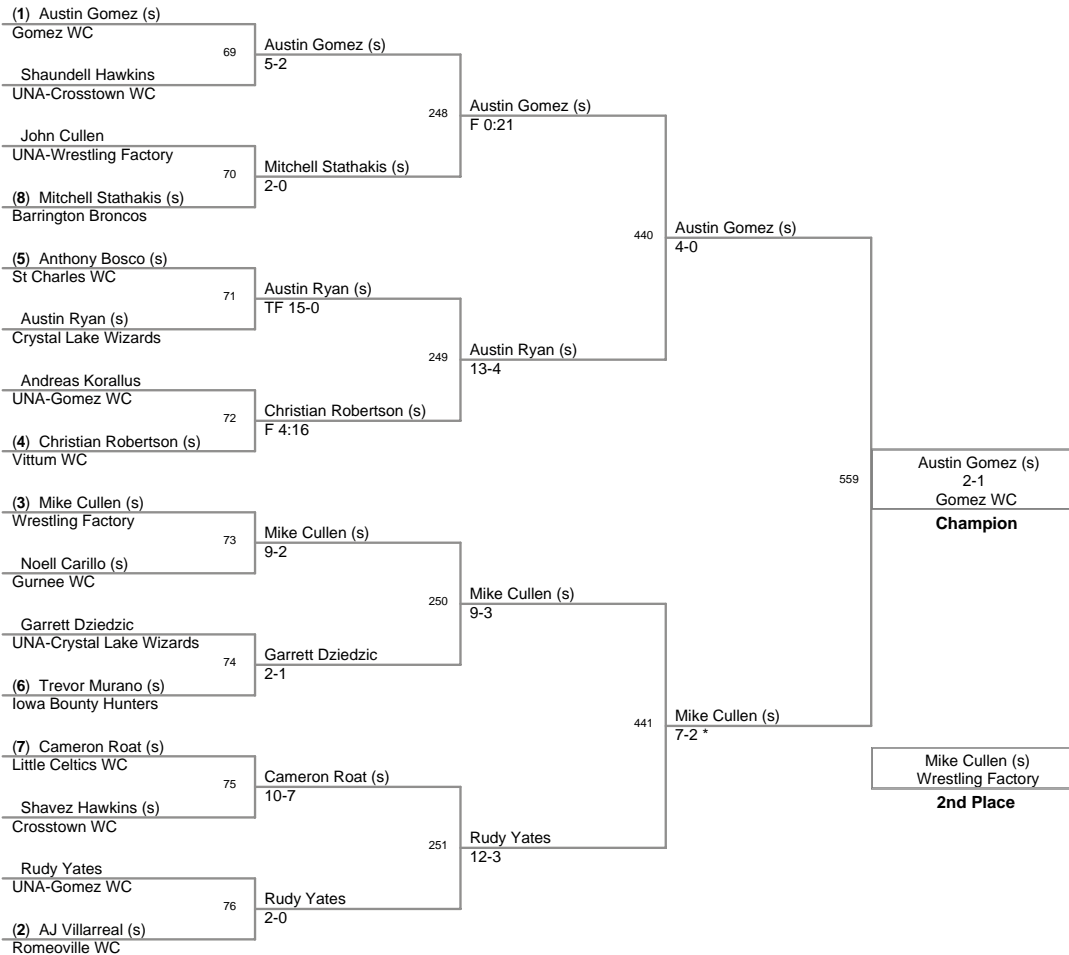 (1) Austin Gomez (s)
Gomez WC
69
Shaundell Hawkins
UNA-Crosstown WC
John Cullen
UNA-Wrestling Factory
70
(8) Mitchell Stathakis (s)
Barrington Broncos
(5) Anthony Bosco (s)
St Charles WC
71
Austin Ryan (s)
Crystal Lake Wizards
Andreas Korallus
UNA-Gomez WC
72
(4) Christian Robertson (s)
Vittum WC
(3) Mike Cullen (s)
Wrestling Factory
73
Noell Carillo (s)
Gurnee WC
Garrett Dziedzic
UNA-Crystal Lake Wizards
74
(6) Trevor Murano (s)
Iowa Bounty Hunters
(7) Cameron Roat (s)
Little Celtics WC
75
Shavez Hawkins (s)
Crosstown WC
Rudy Yates
UNA-Gomez WC
76
(2) AJ Villarreal (s)
Romeoville WC
Austin Gomez (s)
5-2
248
Mitchell Stathakis (s)
2-0
Austin Ryan (s)
TF 15-0
249
Christian Robertson (s)
F 4:16
Mike Cullen (s)
9-2
250
Garrett Dziedzic
2-1
Cameron Roat (s)
10-7
251
Rudy Yates
2-0
Austin Gomez (s)
F 0:21
440
Austin Ryan (s)
13-4
Mike Cullen (s)
9-3
441
Rudy Yates
12-3
Austin Gomez (s)
4-0
559
Mike Cullen (s)
7-2 *
Austin Gomez (s)
2-1
Gomez WC
Champion
Mike Cullen (s)
Wrestling Factory
2nd Place